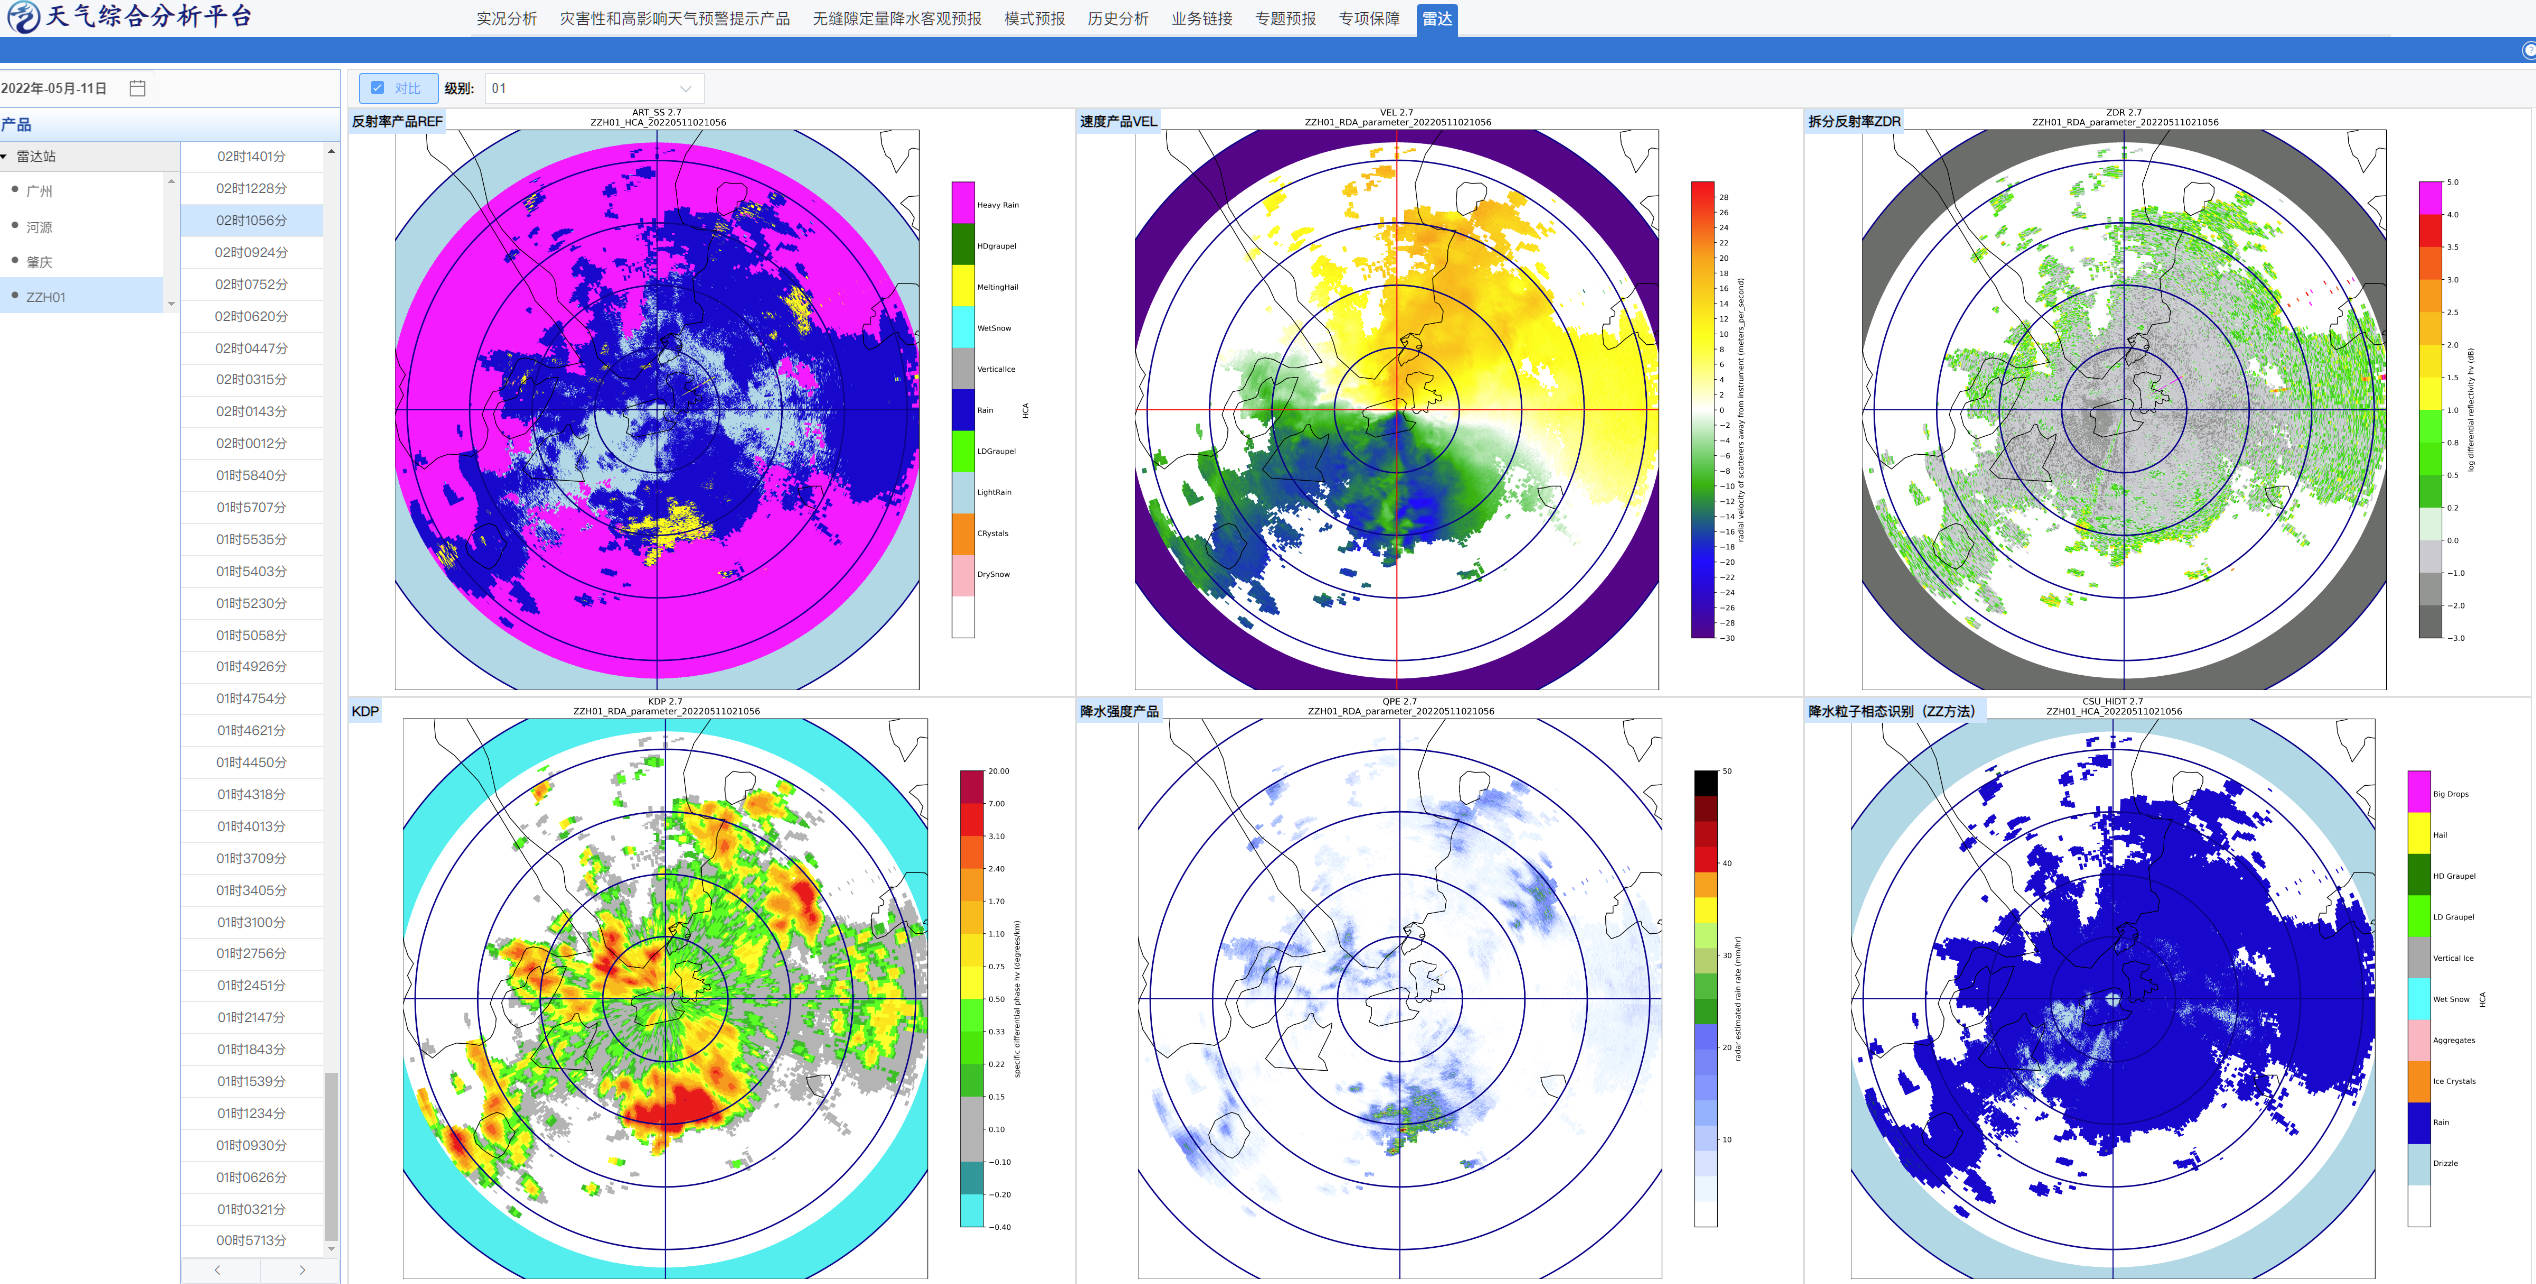 天气综合分析平台
实况分析 灾害性和高影响天气预警提示产品 无缝隙定量降水客观预报 模式预报 历史分析 业务链接 专题预报 专项保障 雷达
2022年-05月-11日
产品
雷达站
广州
河源
肇庆
ZZH01
02时1401分
02时1228分
02时1056分
02时0924分
02时0752分
02时0620分
02时0447分
02时0315分
02时0143分
02时0012分
01时5840分
01时5707分
01时5535分
01时5403分
01时5230分
01时5058分
01时4926分
01时4754分
01时4621分
01时4450分
01时4318分
01时4013分
01时3709分
01时3405分
01时3100分
01时2756分
01时2451分
01时2147分
01时1843分
01时1539分
01时1234分
01时0930分
01时0626分
01时0321分
00时5713分
对比 级别: 01
反射率产品REF
ART_SS 2.7
ZZH01_HCA_20220511021056
Heavy Rain
HDgraupel
MeltingHail
WetSnow
VerticalIce
Rain
LDGraupel
LightRain
CRystals
DrySnow
HCA
速度产品VEL
VEL 2.7
ZZH01_RDA_parameter_20220511021056
28
26
24
22
20
18
16
14
12
10
8
6
4
2
0
−2
−4
−6
−8
−10
−12
−14
−16
−18
−20
−22
−24
−26
−28
−30
radial velocity of scatterers away from instrument (meters_per_second)
拆分反射率ZDR
ZDR 2.7
ZZH01_RDA_parameter_20220511021056
5.0
4.0
3.5
3.0
2.5
2.0
1.5
1.0
0.8
0.5
0.2
0.0
−1.0
−2.0
−3.0
log differential reflectivity hv (dB)
KDP
KDP 2.7
ZZH01_RDA_parameter_20220511021056
20.00
7.00
3.10
2.40
1.70
1.10
0.75
0.50
0.33
0.22
0.15
0.10
−0.10
−0.20
−0.40
specific differential phase hv (degrees/km)
降水强度产品
QPE 2.7
ZZH01_RDA_parameter_20220511021056
50
40
30
20
10
radar estimated rain rate (mm/hr)
降水粒子相态识别（ZZ方法）
CSU_HIDT 2.7
ZZH01_HCA_20220511021056
Big Drops
Hail
HD Graupel
LD Graupel
Vertical Ice
Wet Snow
Aggregates
Ice Crystals
Rain
Drizzle
HCA